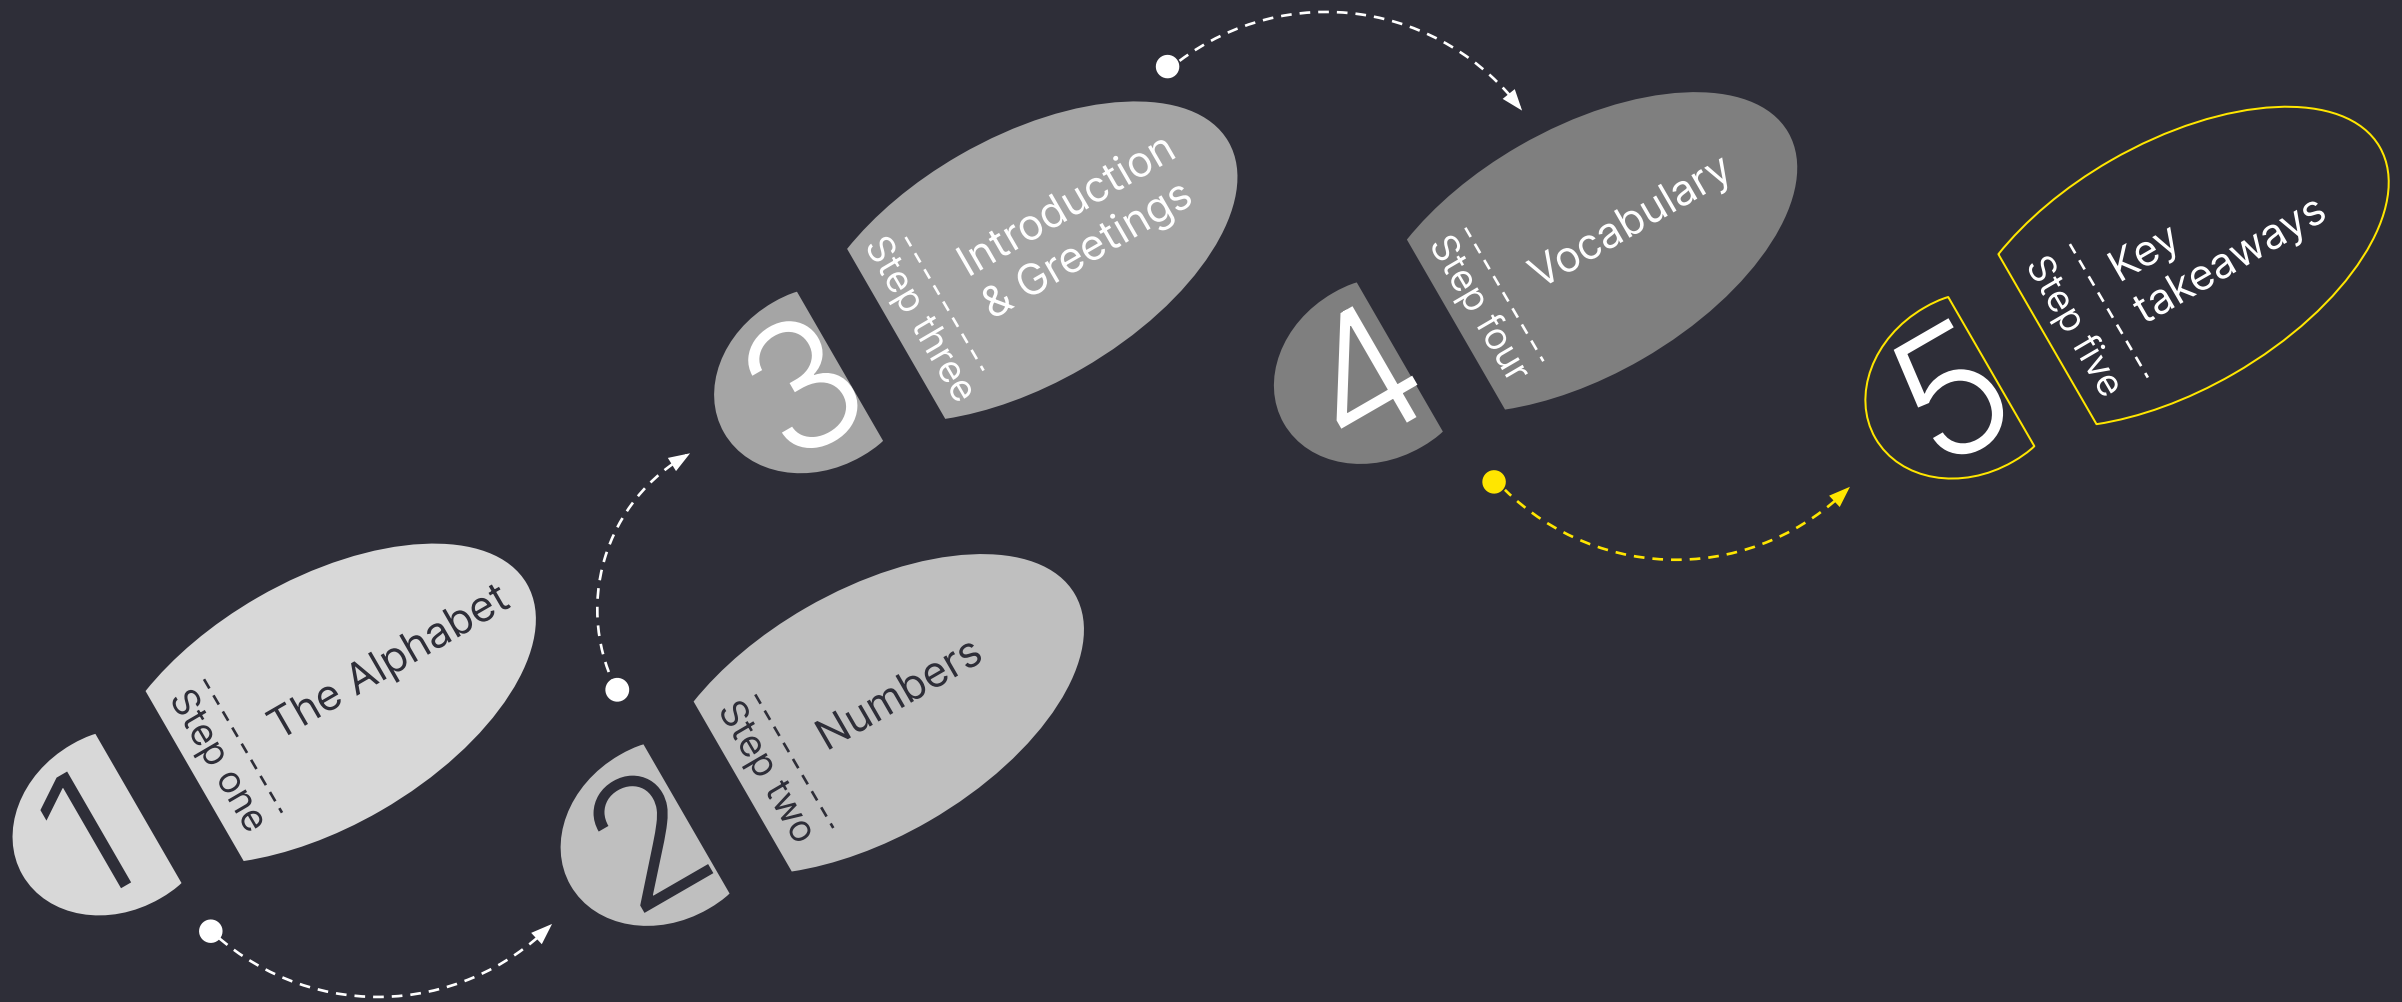 1
Step one
The Alphabet
2
Step two
Numbers
3
Step three
Introduction
& Greetings
4
Step four
Vocabulary
5
Step five
Key
takeaways